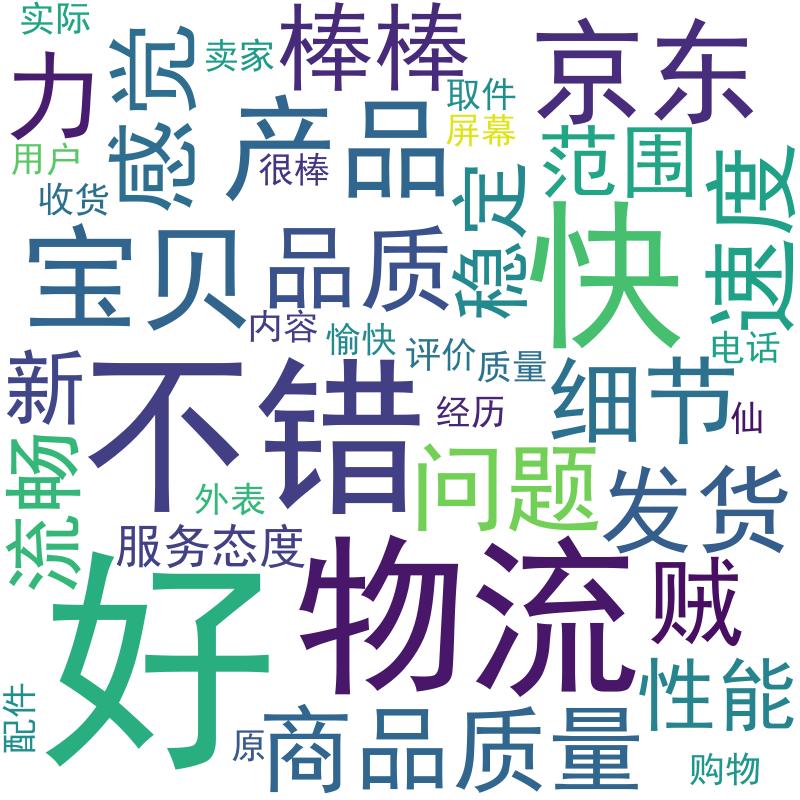 实际
卖家
棒棒
京东
力
感觉
产品
取件
屏幕
用户
很棒
范围
收货
稳定
速度
宝贝
品质
快
内容
愉快
评价
质量
电话
新
不错
经历
细节
仙
流畅
外表
问题
发货
服务态度
好
物流
贼
性能
配件
原
商品质量
购物